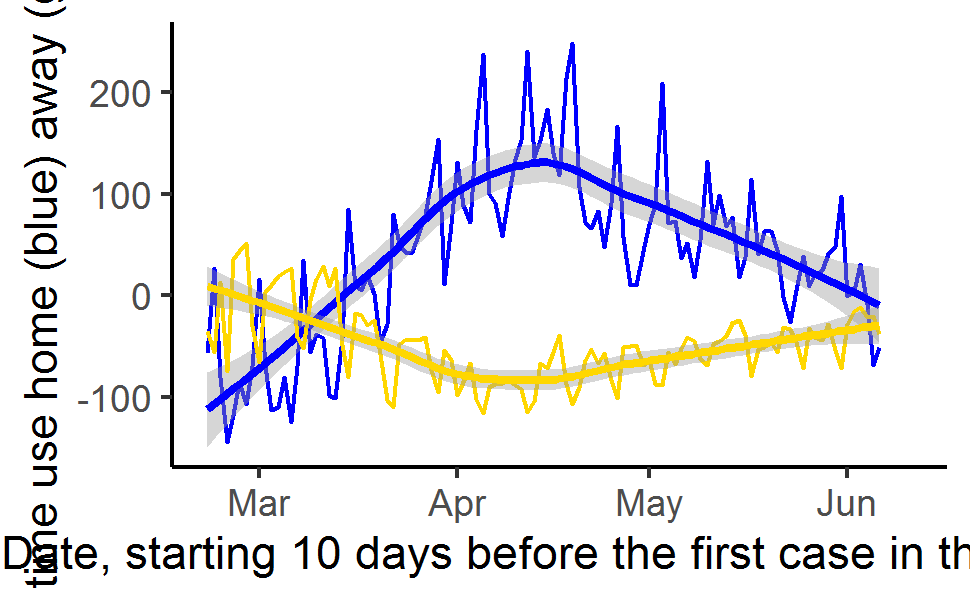 time use home (blue) away (
200
100
0
-100
Mar Apr May Jun
Date, starting 10 days before the first case in th